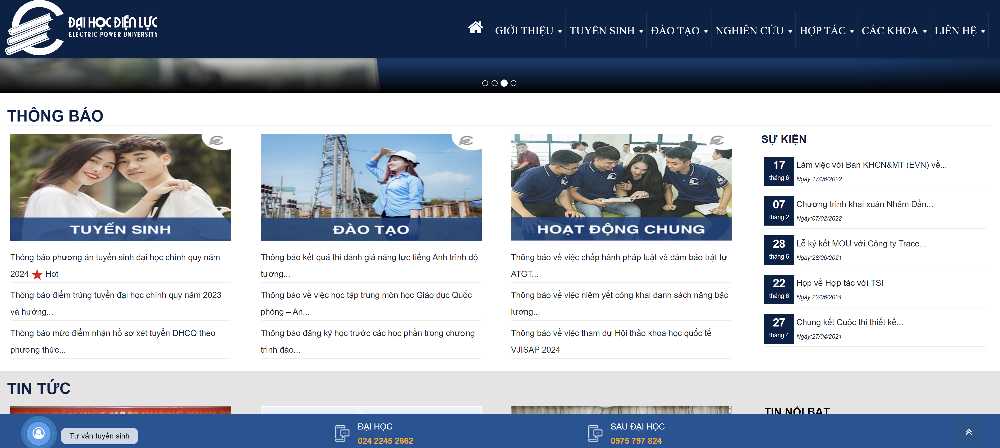 ĐẠI HỌC ĐIỆN LỰC
ELECTRIC POWER UNIVERSITY
GIỚI THIỆU
TUYỂN SINH
ĐÀO TẠO
NGHIÊN CỨU
HỢP TÁC
CÁC KHOA
LIÊN HỆ
THÔNG BÁO
TUYỂN SINH
Thông báo phương án tuyển sinh đại học chính quy năm
2024 Hot
Thông báo điểm trúng tuyển đại học chính quy năm 2023
và hướng...
Thông báo mức điểm nhận hồ sơ xét tuyển ĐHCQ theo
phương thức...
ĐÀO TẠO
Thông báo kết quả thi đánh giá năng lực tiếng Anh trình độ
tương...
Thông báo về việc học tập trung môn học Giáo dục Quốc
phòng – An...
Thông báo đăng ký học trước các học phần trong chương
trình đào...
HOẠT ĐỘNG CHUNG
Thông báo về việc chấp hành pháp luật và đảm bảo trật tự
ATGT...
Thông báo về việc niêm yết công khai danh sách nâng bậc
lương...
Thông báo về việc tham dự Hội thảo khoa học quốc tế
VJISAP 2024
SỰ KIỆN
17
tháng 6
Làm việc với Ban KHCN&MT (EVN) về...
Ngày:17/06/2022
07
tháng 2
Chương trình khai xuân Nhâm Dần...
Ngày:07/02/2022
28
tháng 6
Lễ ký kết MOU với Công ty Trace...
Ngày:28/06/2021
22
tháng 6
Họp về Hợp tác với TSI
Ngày:22/06/2021
27
tháng 4
Chung kết Cuộc thi thiết kế...
Ngày:27/04/2021
TIN TỨC
CỘNG SẢN VIỆT NAM QUANG VINH M
TIN NỔI BẬT
Tư vấn tuyển sinh
ĐẠI HỌC
024 2245 2662
SAU ĐẠI HỌC
0975 797 824